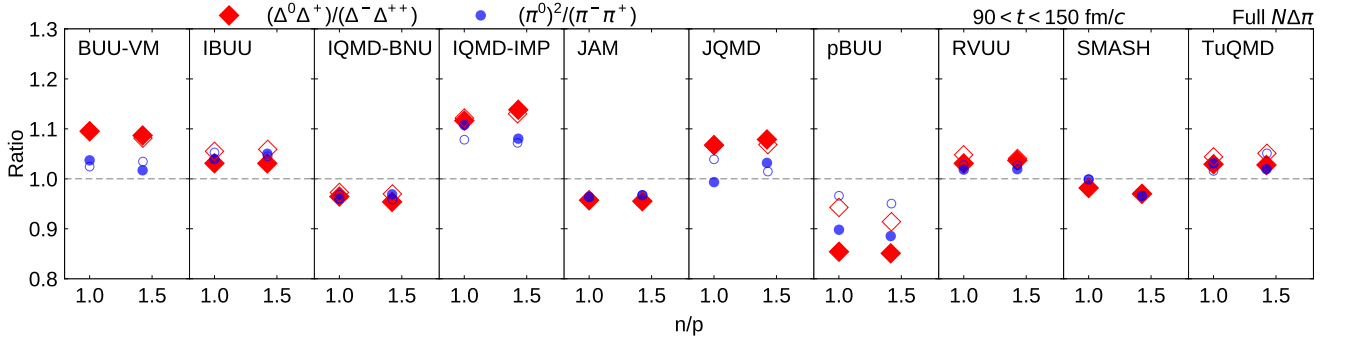 (Δ⁰Δ⁺)/(Δ⁻Δ⁺⁺) (π⁰)²/(π⁻π⁺) 90 < t < 150 fm/c Full NΔπ
BUU-VM IBUU IQMD-BNU IQMD-IMP JAM JQMD pBUU RVUU SMASH TuQMD
Ratio
1.3
1.2
1.1
1.0
0.9
0.8
1.0 1.5 1.0 1.5 1.0 1.5 1.0 1.5 1.0 1.5 1.0 1.5 1.0 1.5 1.0 1.5 1.0 1.5 1.0 1.5
n/p